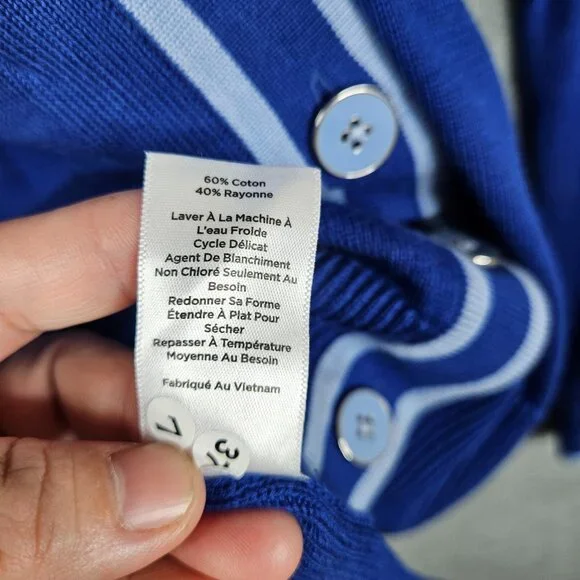 60% Coton
40% Rayonne
Laver À La Machine À
L'eau Froide
Cycle Délicat
Agent De Blanchiment
Non Chloré Seulement Au
Besoin
Redonner Sa Forme
Étendre À Plat Pour
Sécher
Repasser À Température
Moyenne Au Besoin
Fabriqué Au Vietnam
7